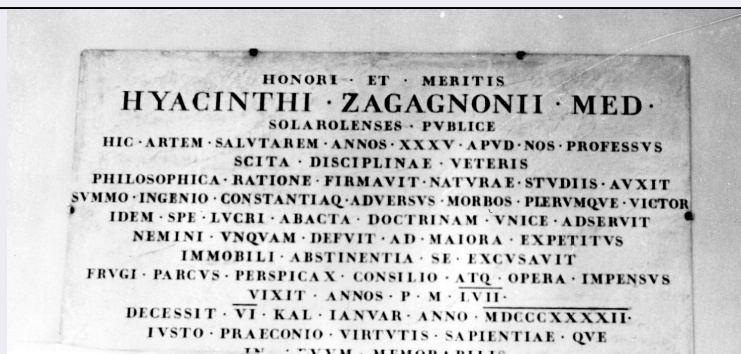 HONORI · ET · MERITIS
HYACINTHI · ZAGAGNONII · MED ·
SOLAROLENSES · PVBLICE
HIC · ARTEM · SALVTAREM · ANNOS · XXXV · APVD · NOS · PROFESSVS
SCITA · DISCIPLINAE · VETERIS
PHILOSOPHICA · RATIONE · FIRMAVIT · NATVRAE · STVDIIS · AVXIT
SVMMO · INGENIO · CONSTANTIAQ · ADVERSVS · MORBOS · PLERVMQVE · VICTOR
IDEM · SPE · LVCRI · ABACTA · DOCTRINAM · VNICE · ADSERVIT
NEMINI · VNQVAM · DEFVIT · AD · MAIORA · EXPETITVS
IMMOBILI · ABSTINENTIA · SE · EXCVSAVIT
FRVGI · PARCVS · PERSPICAX · CONSILIO · ATQ · OPERA · IMPENSVS
VIXIT · ANNOS · P · M · LVII ·
DECESSIT · VI · KAL · IANVAR · ANNO · MDCCCXXXXII ·
IVSTO · PRAECONIO · VIRTVTIS · SAPIENTIAE · QVE
IN · AEVVM · MEMORABILIS